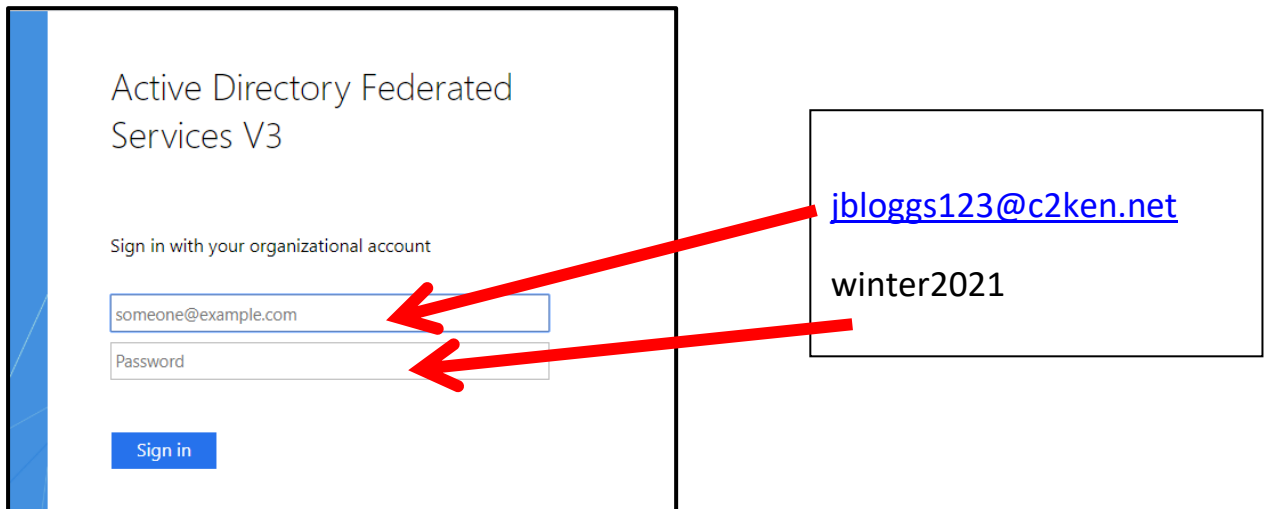 Active Directory Federated
Services V3
Sign in with your organizational account
someone@example.com
Password
Sign in
jbloggs123@c2ken.net
winter2021